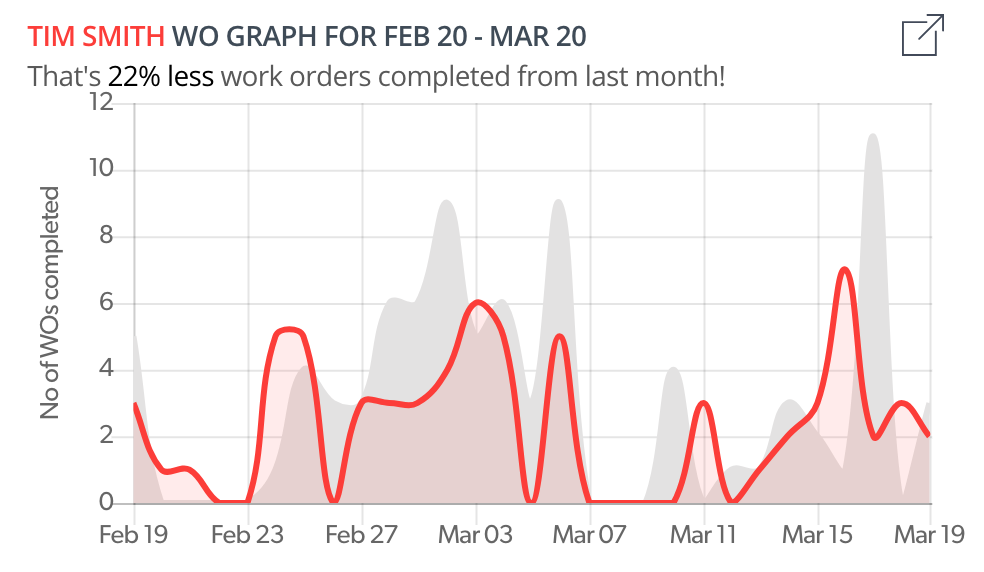 TIM SMITH WO GRAPH FOR FEB 20 - MAR 20
That's 22% less work orders completed from last month!
No of WOs completed
12
10
8
6
4
2
0
Feb 19 Feb 23 Feb 27 Mar 03 Mar 07 Mar 11 Mar 15 Mar 19